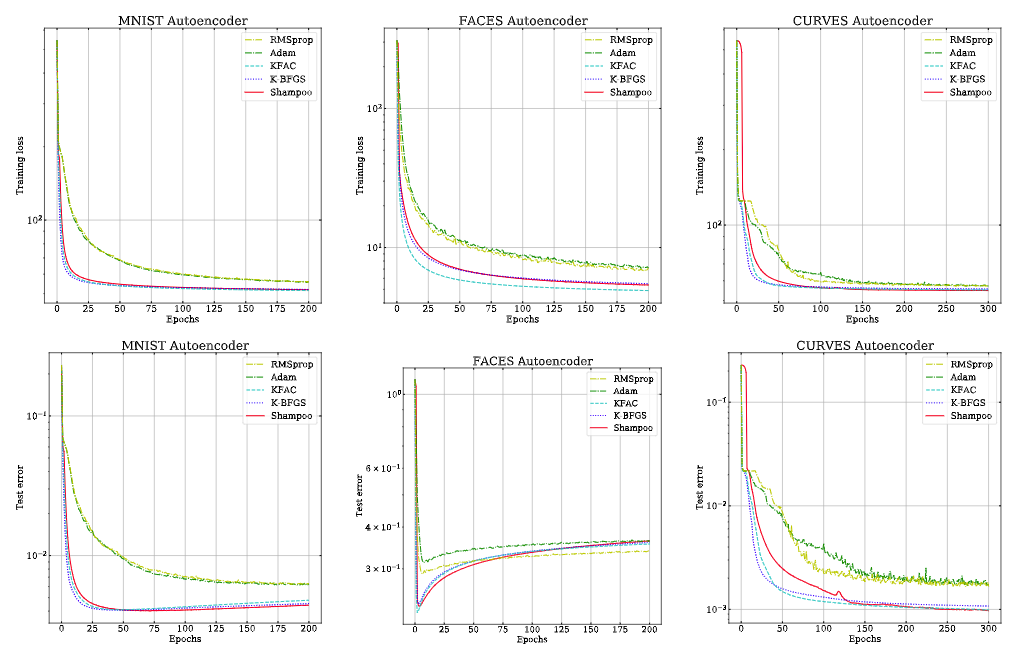 MNIST Autoencoder
RMSprop
Adam
KFAC
K-BFGS
Shampoo
Training loss
10²
0 25 50 75 100 125 150 175 200
Epochs
FACES Autoencoder
RMSprop
Adam
KFAC
K-BFGS
Shampoo
Training loss
10²
10¹
0 25 50 75 100 125 150 175 200
Epochs
CURVES Autoencoder
RMSprop
Adam
KFAC
K-BFGS
Shampoo
Training loss
10²
0 50 100 150 200 250 300
Epochs
MNIST Autoencoder
RMSprop
Adam
KFAC
K-BFGS
Shampoo
Test error
10⁻¹
10⁻²
0 25 50 75 100 125 150 175 200
Epochs
FACES Autoencoder
RMSprop
Adam
KFAC
K-BFGS
Shampoo
Test error
10⁰
6 × 10⁻¹
4 × 10⁻¹
3 × 10⁻¹
0 25 50 75 100 125 150 175 200
Epochs
CURVES Autoencoder
RMSprop
Adam
KFAC
K-BFGS
Shampoo
Test error
10⁻¹
10⁻²
10⁻³
0 50 100 150 200 250 300
Epochs